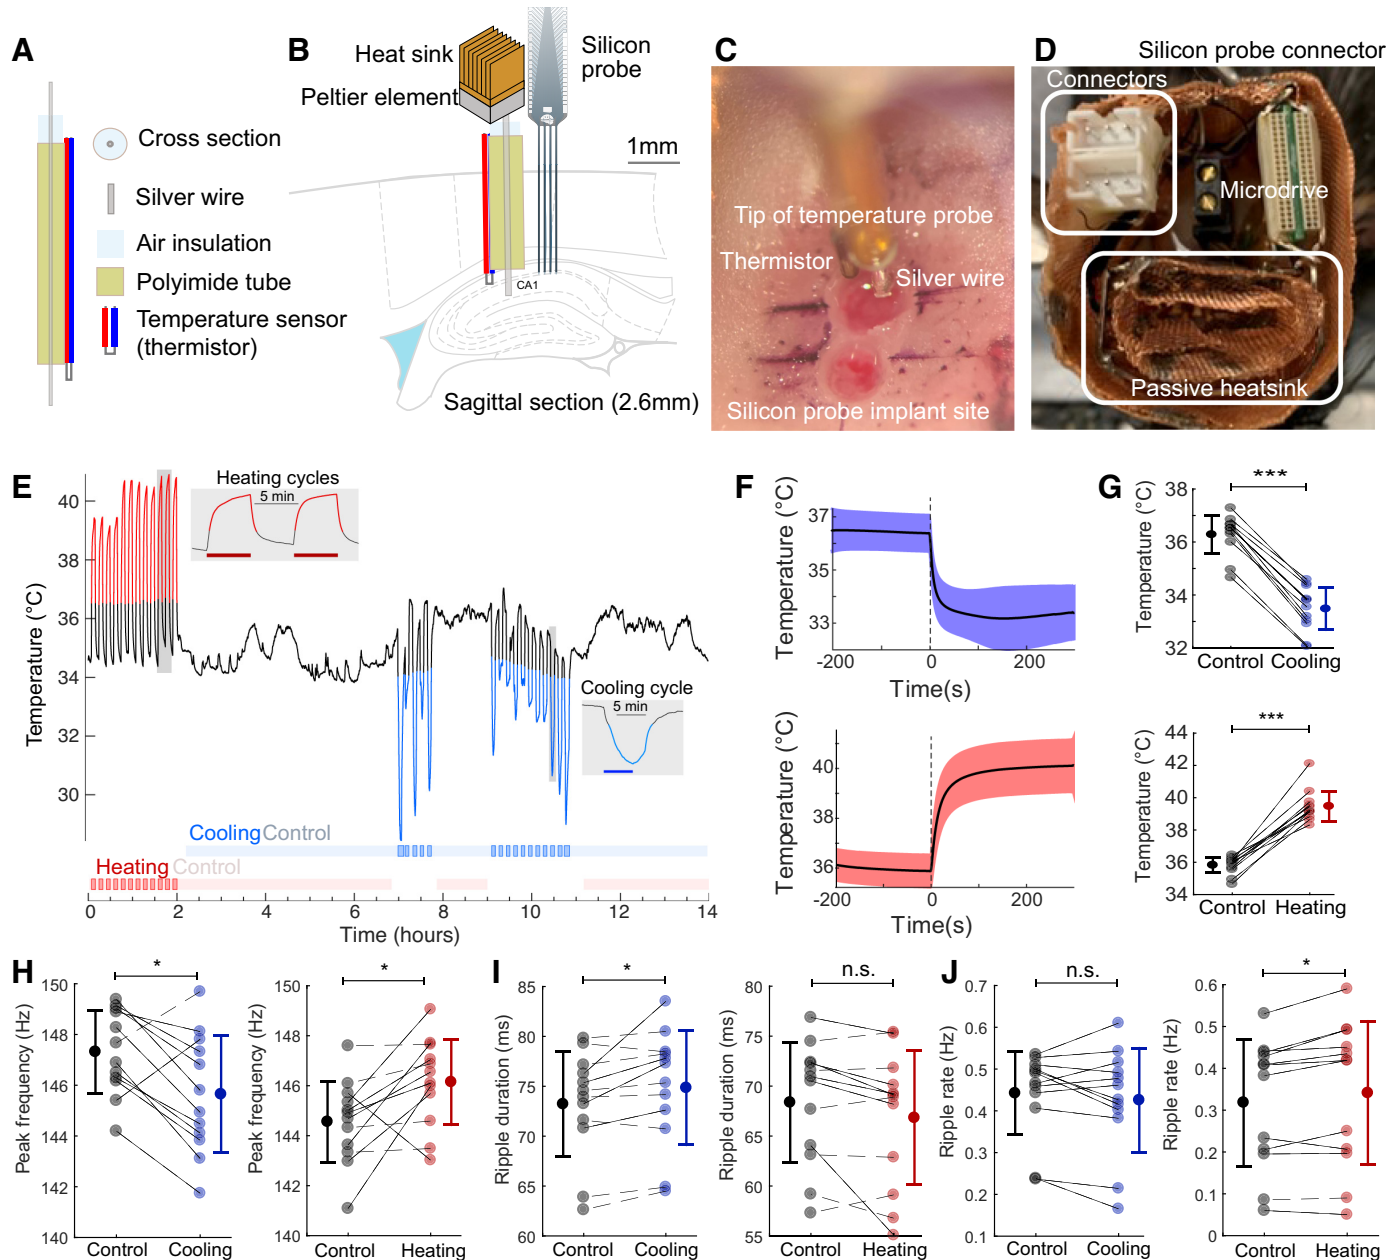 A
Cross section
Silver wire
Air insulation
Polyimide tube
Temperature sensor
(thermistor)
B
Heat sink
Peltier element
Silicon
probe
1mm
CA1
Sagittal section (2.6mm)
C
Tip of temperature probe
Thermistor
Silver wire
Silicon probe implant site
D
Silicon probe connector
Connectors
Microdrive
Passive heatsink
E
Temperature (°C)
40
38
36
34
32
30
Heating cycles
5 min
Cooling cycle
5 min
Cooling Control
Heating Control
0 2 4 6 8 10 12 14
Time (hours)
F
Temperature (°C)
37
35
33
-200 0 200
Time(s)
Temperature (°C)
40
38
36
-200 0 200
Time(s)
G
***
Temperature (°C)
38
36
34
32
Control Cooling
***
Temperature (°C)
44
42
40
38
36
34
Control Heating
H
*
Peak frequency (Hz)
150
148
146
144
142
140
Control Cooling
*
Peak frequency (Hz)
150
148
146
144
142
140
Control Heating
I
*
Ripple duration (ms)
85
80
75
70
65
60
Control Cooling
n.s.
Ripple duration (ms)
80
75
70
65
60
55
Control Heating
J
n.s.
Ripple rate (Hz)
0.7
0.6
0.5
0.4
0.3
0.2
0.1
Control Cooling
*
Ripple rate (Hz)
0.6
0.5
0.4
0.3
0.2
0.1
0
Control Heating